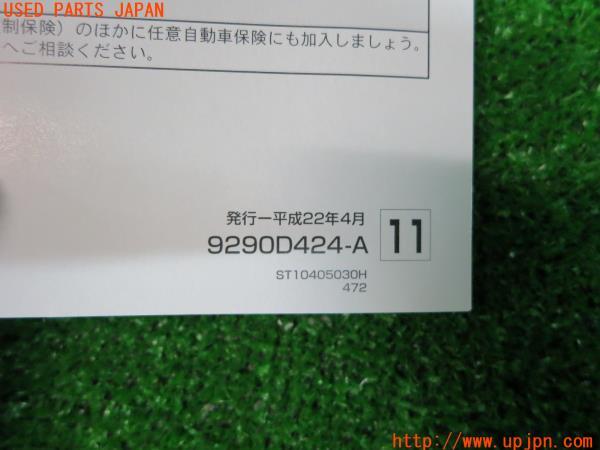 USED PARTS JAPAN
制保険）のほかに任意自動車保険にも加入しましょう。
へご相談ください。
発行ー平成22年4月
9290D424-A 11
ST10405030H
472
http://www.upjpn.com/